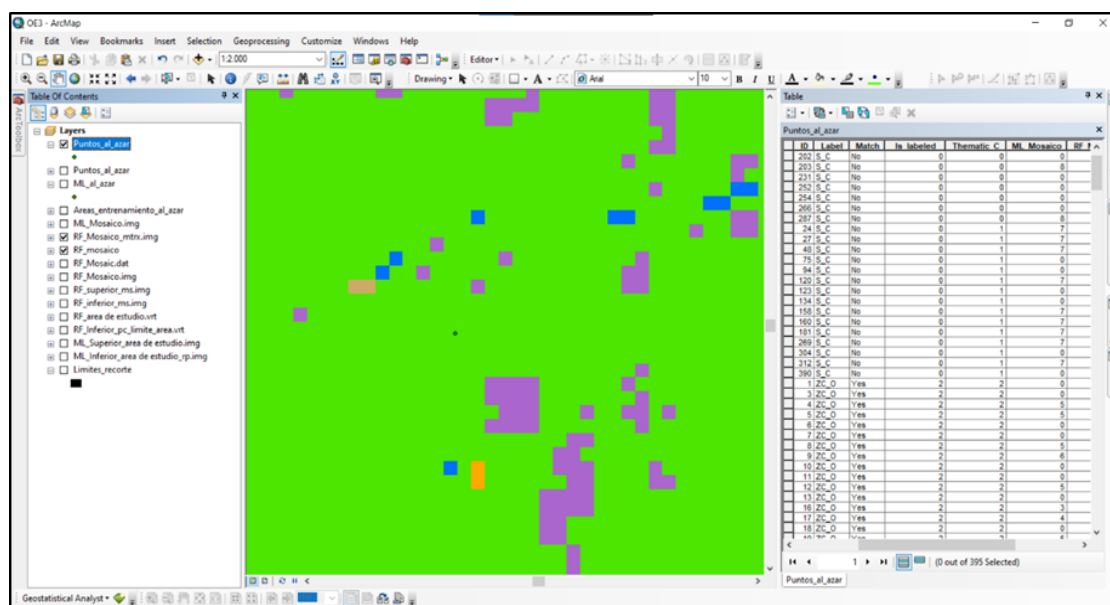 OE3 - ArcMap
File Edit View Bookmarks Insert Selection Geoprocessing Customize Windows Help
1:2.000
Editor
Drawing
Arial
10
B I U A
Table Of Contents
ArcToolbox
Layers
Puntos_al_azar
Puntos_al_azar
ML_al_azar
Areas_entrenamiento_al_azar
ML_Mosaico.img
RF_Mosaico_mtrx.img
RF_mosaico
RF_Mosaic.dat
RF_Mosaico.img
RF_superior_ms.img
RF_inferior_ms.img
RF_area de estudio.vrt
RF_Inferior_pc_limite_area.vrt
ML_Superior_area de estudio.img
ML_Inferior_area de estudio_rp.img
Limites_recorte
Table
Puntos_al_azar
ID Label Match Is_labeled Thematic_C ML_Mosaico
202 S_C No 0 0 0
203 S_C No 0 0 8
231 S_C No 0 0 0
252 S_C No 0 0 0
254 S_C No 0 0 0
266 S_C No 0 0 0
287 S_C No 0 0 8
24 S_C No 0 1 7
27 S_C No 0 1 7
48 S_C No 0 1 7
75 S_C No 0 1 0
94 S_C No 0 1 0
120 S_C No 0 1 7
123 S_C No 0 1 0
134 S_C No 0 1 0
158 S_C No 0 1 7
160 S_C No 0 1 7
181 S_C No 0 1 7
269 S_C No 0 1 7
304 S_C No 0 1 0
312 S_C No 0 1 7
390 S_C No 0 1 0
1 ZC_O Yes 2 2 0
3 ZC_O Yes 2 2 0
4 ZC_O Yes 2 2 5
5 ZC_O Yes 2 2 5
6 ZC_O Yes 2 2 0
7 ZC_O Yes 2 2 0
8 ZC_O Yes 2 2 5
9 ZC_O Yes 2 2 6
10 ZC_O Yes 2 2 0
11 ZC_O Yes 2 2 0
12 ZC_O Yes 2 2 5
13 ZC_O Yes 2 2 0
16 ZC_O Yes 2 2 3
17 ZC_O Yes 2 2 4
18 ZC_O Yes 2 2 0
1 (0 out of 395 Selected)
Puntos_al_azar
Geostatistical Analyst